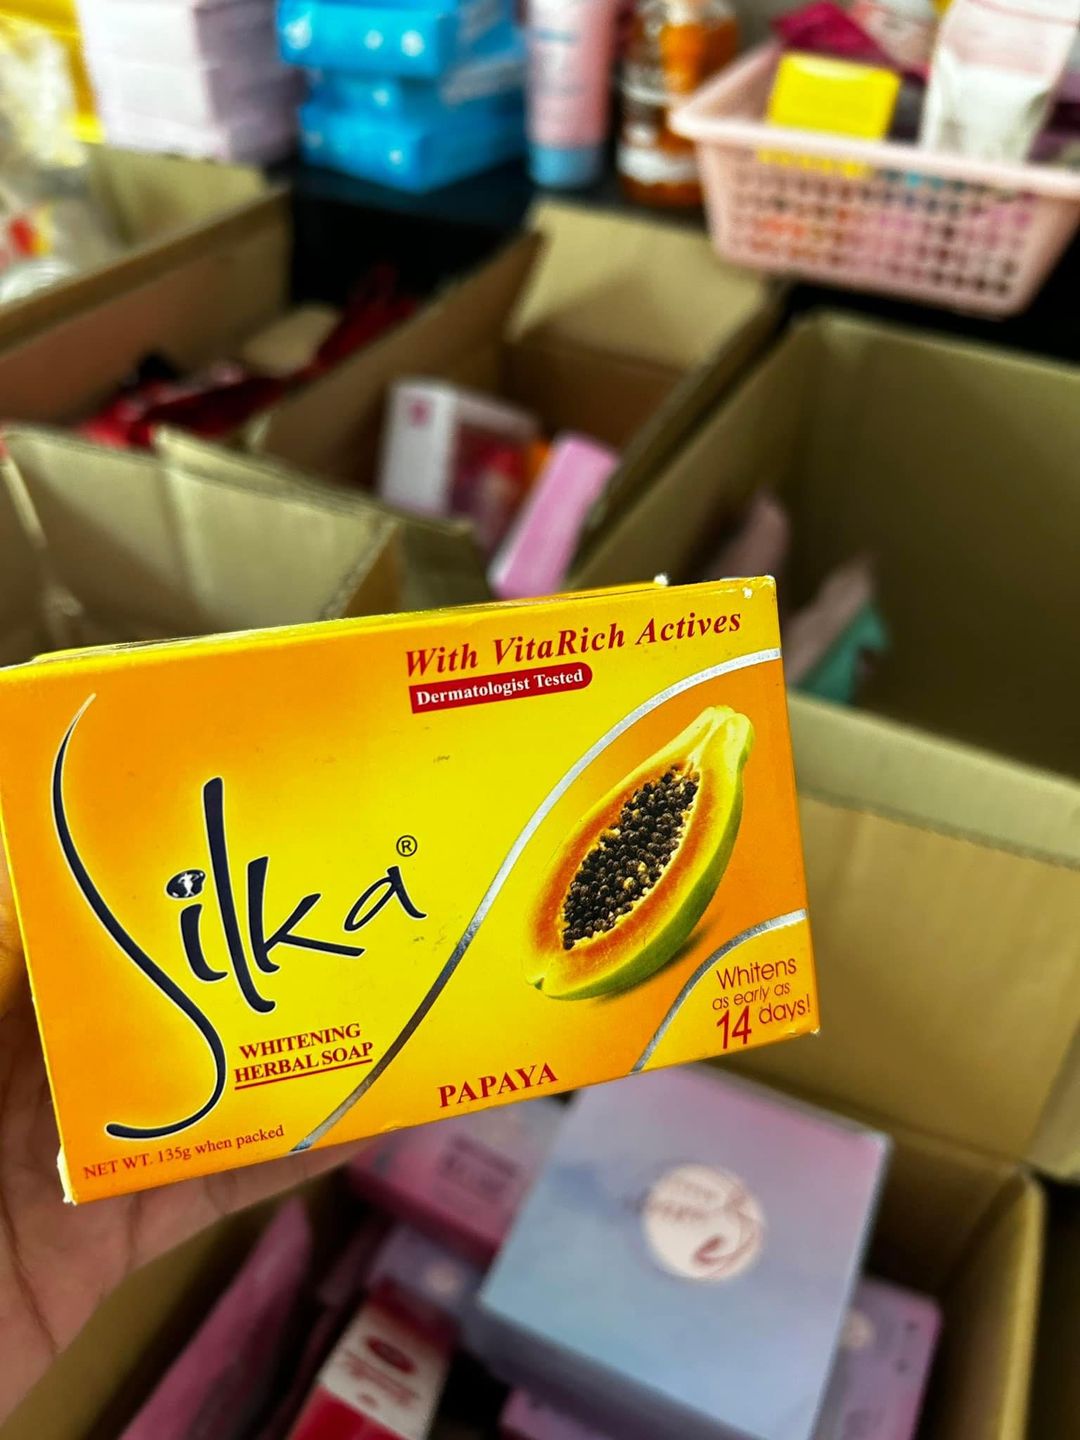 With VitaRich Actives
Dermatologist Tested
Silka®
WHITENING
HERBAL SOAP
PAPAYA
Whitens
as early as
14 days!
NET WT. 135g when packed